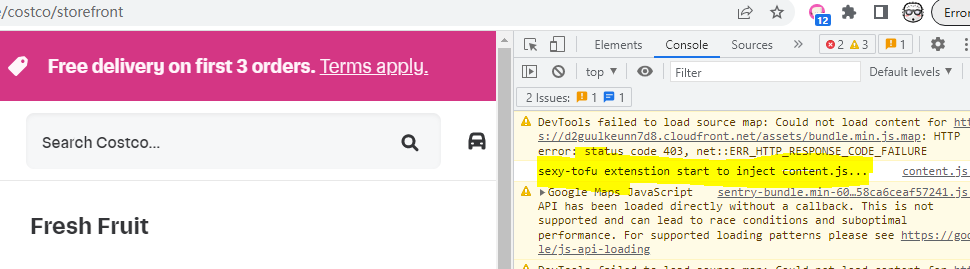 /costco/storefront
12
Error
Free delivery on first 3 orders. Terms apply.
Search Costco...
Fresh Fruit
Elements Console Sources » 2 3 1
top Filter Default levels
2 Issues: 1 1
DevTools failed to load source map: Could not load content for htt
s://d2guulkeunn7d8.cloudfront.net/assets/bundle.min.js.map: HTTP
error: status code 403, net::ERR_HTTP_RESPONSE_CODE_FAILURE
sexy-tofu extenstion start to inject content.js... content.js
Google Maps JavaScript sentry-bundle.min-60…58ca6ceaf57241.js
API has been loaded directly without a callback. This is not
supported and can lead to race conditions and suboptimal
performance. For supported loading patterns please see https://goo
le/js-api-loading
DevTools failed to load source map: Could not load content for htt